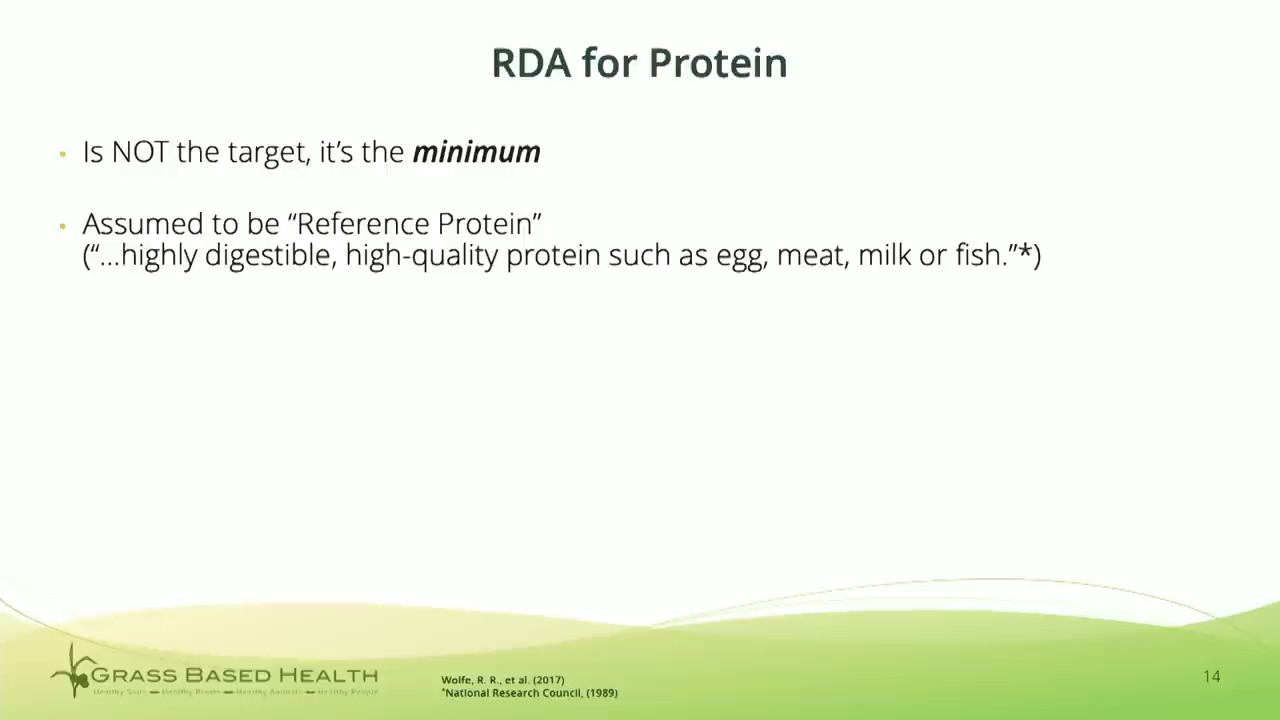 RDA for Protein
• Is NOT the target, it's the minimum
• Assumed to be “Reference Protein”
(“...highly digestible, high-quality protein such as egg, meat, milk or fish.”*)
GRASS BASED HEALTH
Healthy Soils — Healthy Plants — Healthy Animals — Healthy People
Wolfe, R. R., et al. (2017)
*National Research Council, (1989)
14